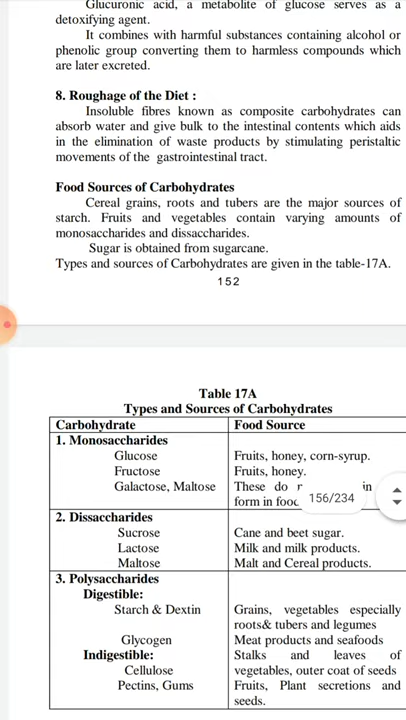 Glucuronic acid, a metabolite of glucose serves as a
detoxifying agent.
It combines with harmful substances containing alcohol or
phenolic group converting them to harmless compounds which
are later excreted.
8. Roughage of the Diet :
Insoluble fibres known as composite carbohydrates can
absorb water and give bulk to the intestinal contents which aids
in the elimination of waste products by stimulating peristaltic
movements of the gastrointestinal tract.
Food Sources of Carbohydrates
Cereal grains, roots and tubers are the major sources of
starch. Fruits and vegetables contain varying amounts of
monosaccharides and dissaccharides.
Sugar is obtained from sugarcane.
Types and sources of Carbohydrates are given in the table-17A.
152
Table 17A
Types and Sources of Carbohydrates
Carbohydrate Food Source
1. Monosaccharides
Glucose Fruits, honey, corn-syrup.
Fructose Fruits, honey.
Galactose, Maltose These do in
form in 156/234
2. Dissaccharides
Sucrose Cane and beet sugar.
Lactose Milk and milk products.
Maltose Malt and Cereal products.
3. Polysaccharides
Digestible:
Starch & Dextin Grains, vegetables especially
roots& tubers and legumes
Glycogen Meat products and seafoods
Indigestible: Stalks and leaves of
Cellulose vegetables, outer coat of seeds
Pectins, Gums Fruits, Plant secretions and
seeds.